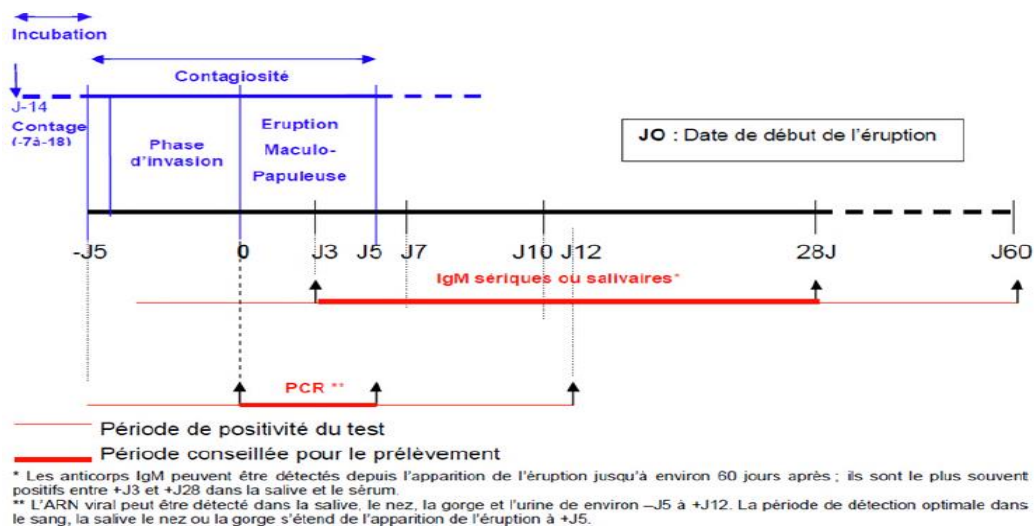 Incubation
Contagiosité
J-14
Contage
(-7à-18)
Phase
d'invasion
Eruption
Maculo-
Papuleuse
JO : Date de début de l'éruption
-J5 0 J3 J5 J7 J10 J12 28J J60
IgM sériques ou salivaires*
PCR **
Période de positivité du test
Période conseillée pour le prélèvement
* Les anticorps IgM peuvent être détectés depuis l'apparition de l'éruption jusqu'à environ 60 jours après ; ils sont le plus souvent
positifs entre +J3 et +J28 dans la salive et le sérum.
** L'ARN viral peut être détecté dans la salive, le nez, la gorge et l'urine de environ –J5 à +J12. La période de détection optimale dans
le sang, la salive le nez ou la gorge s'étend de l'apparition de l'éruption à +J5.